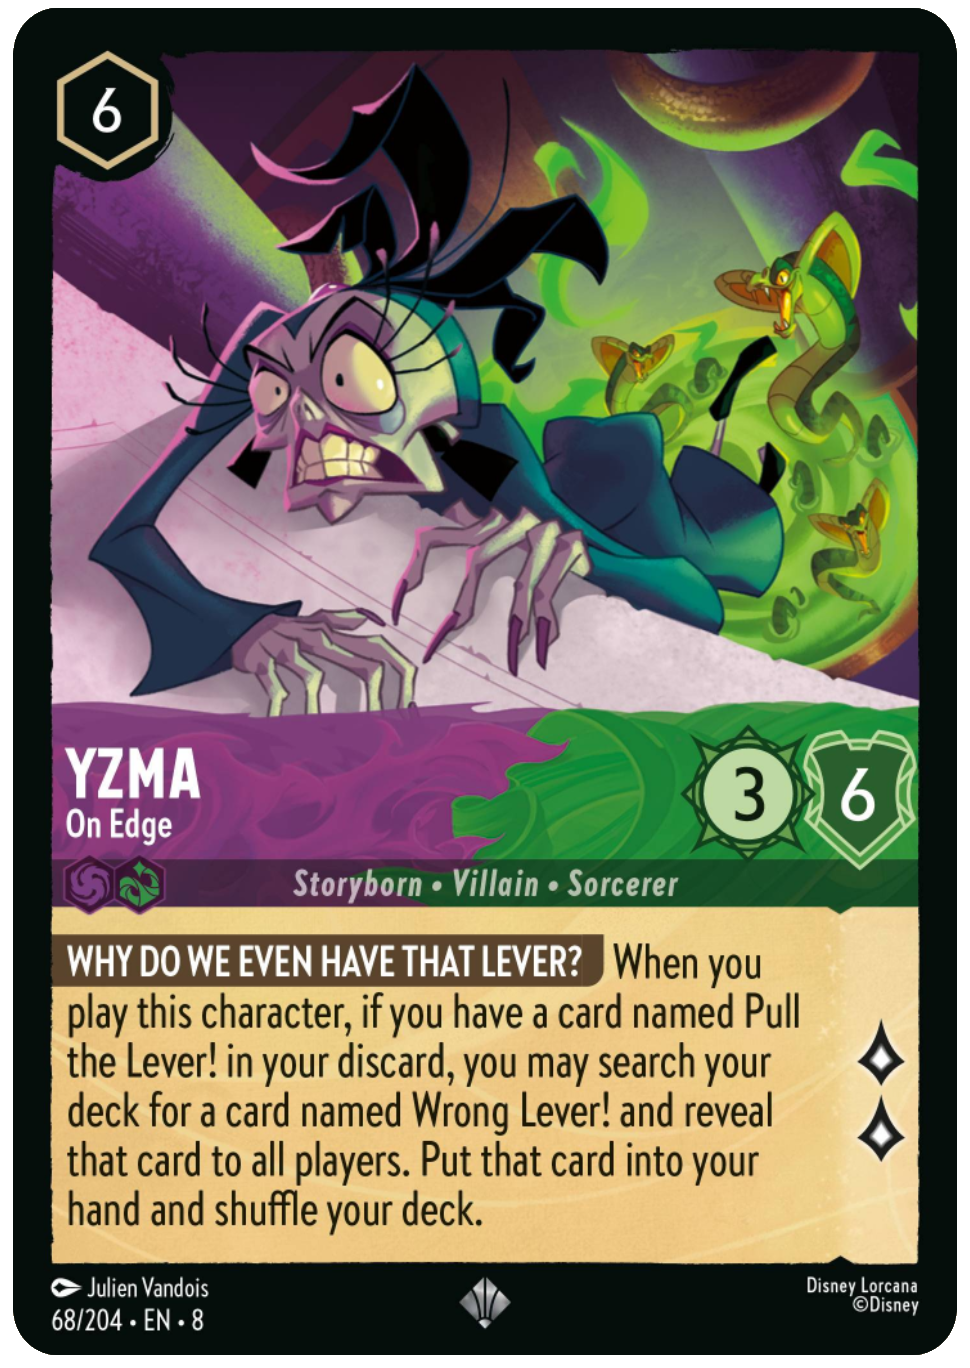 6
YZMA
On Edge
3
6
Storyborn • Villain • Sorcerer
WHY DO WE EVEN HAVE THAT LEVER? When you
play this character, if you have a card named Pull
the Lever! in your discard, you may search your
deck for a card named Wrong Lever! and reveal
that card to all players. Put that card into your
hand and shuffle your deck.
Julien Vandois
68/204 • EN • 8
Disney Lorcana
©Disney